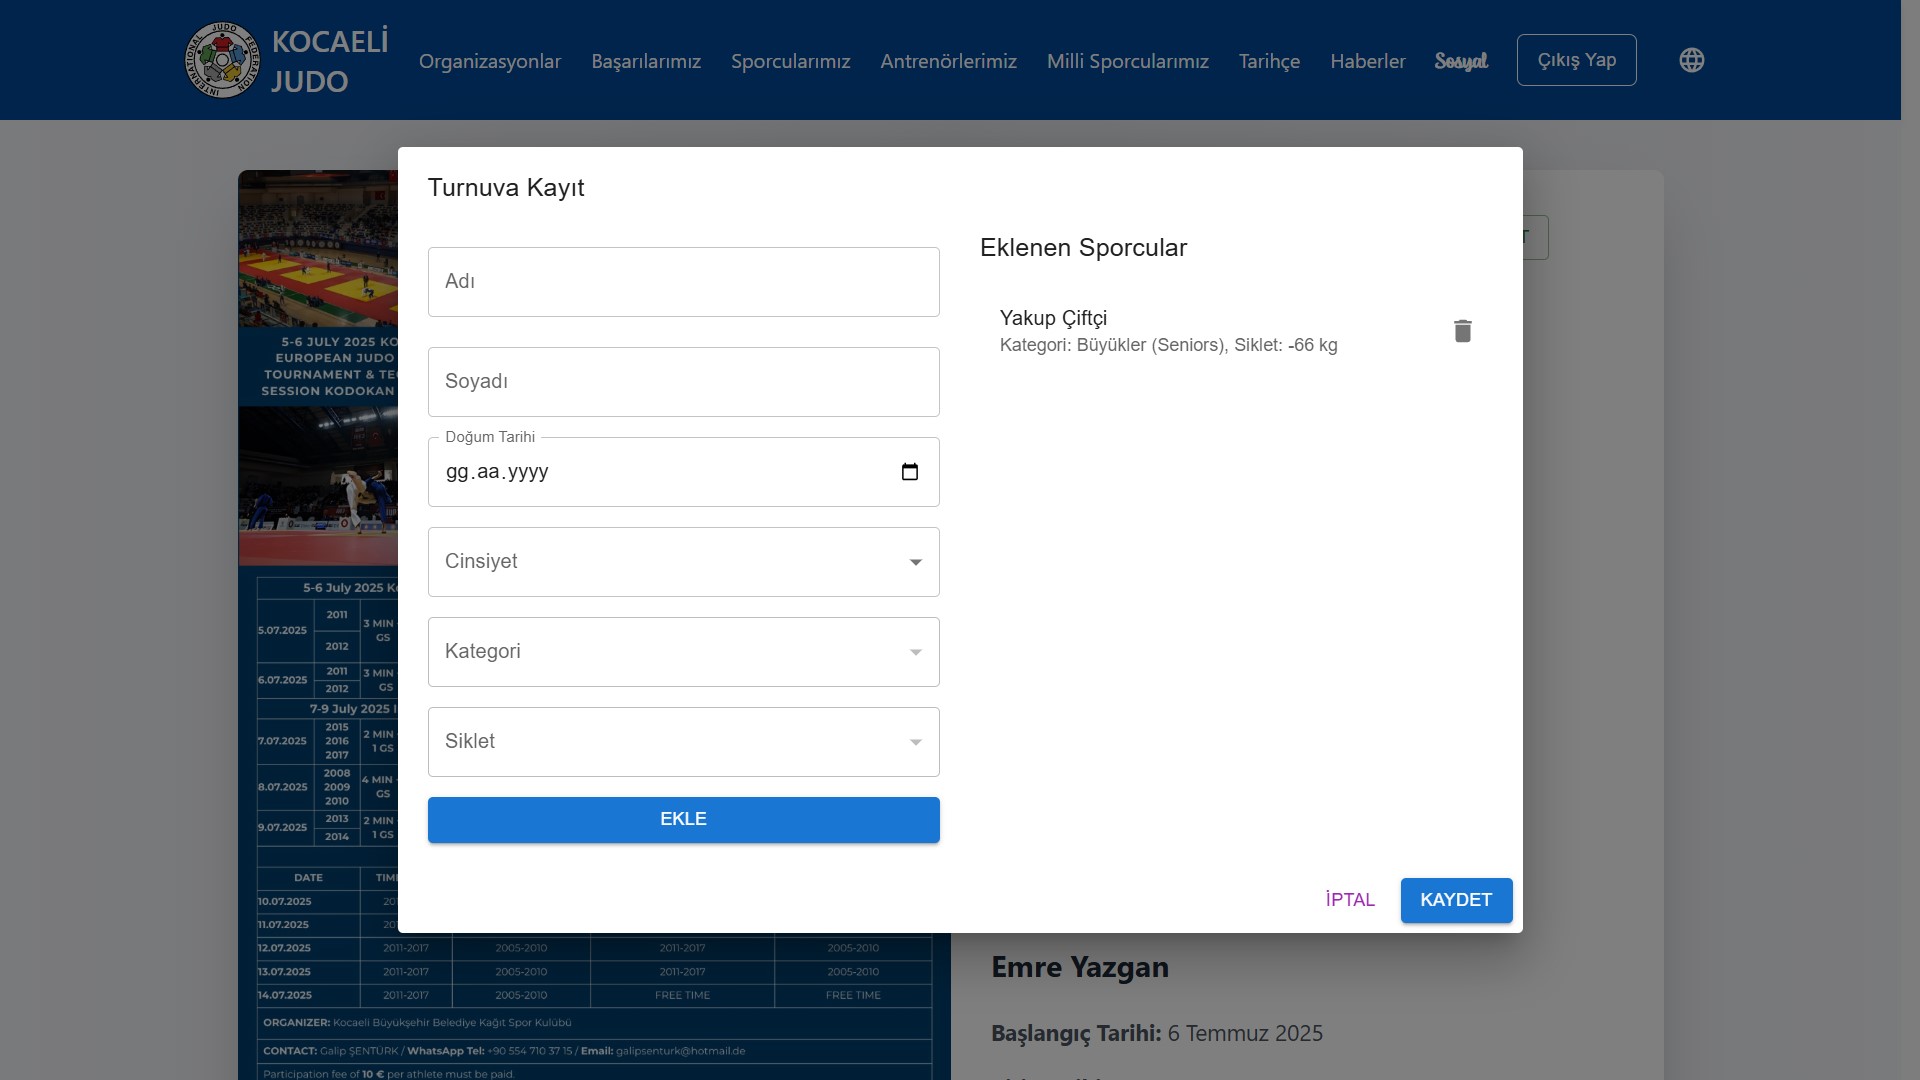 KOCAELİ
JUDO
Organizasyonlar
Başarılarımız
Sporcularımız
Antrenörlerimiz
Milli Sporcularımız
Tarihçe
Haberler
Sosyal
Çıkış Yap
INTERNATIONAL JUDO FEDERATION
Turnuva Kayıt
Adı
Soyadı
Doğum Tarihi
gg.aa.yyyy
Cinsiyet
Kategori
Siklet
EKLE
Eklenen Sporcular
Yakup Çiftçi
Kategori: Büyükler (Seniors), Siklet: -66 kg
İPTAL
KAYDET
T
5-6 JULY 2025 KO
EUROPEAN JUDO
TOURNAMENT & TE
SESSION KODOKAN
5-6 July 2025 K
5.07.2025
2011
2012
3 MIN
GS
6.07.2025
2011
2012
3 MIN
GS
7-9 July 2025 I
7.07.2025
2015
2016
2017
2 MIN
1 GS
8.07.2025
2008
2009
2010
4 MIN
GS
9.07.2025
2013
2014
2 MIN
1 GS
DATE TIM
10.07.2025 20
11.07.2025 20
12.07.2025 2011-2017 2005-2010 2011-2017 2005-2010
13.07.2025 2011-2017 2005-2010 2011-2017 2005-2010
14.07.2025 2011-2017 2005-2010 FREE TIME FREE TIME
ORGANIZER: Kocaeli Büyükşehir Belediye Kağıt Spor Kulübü
CONTACT: Galip ŞENTÜRK / WhatsApp Tel: +90 554 710 37 15 / Email: galipsenturk@hotmail.de
Participation fee of 10 € per athlete must be paid.
Emre Yazgan
Başlangıç Tarihi: 6 Temmuz 2025